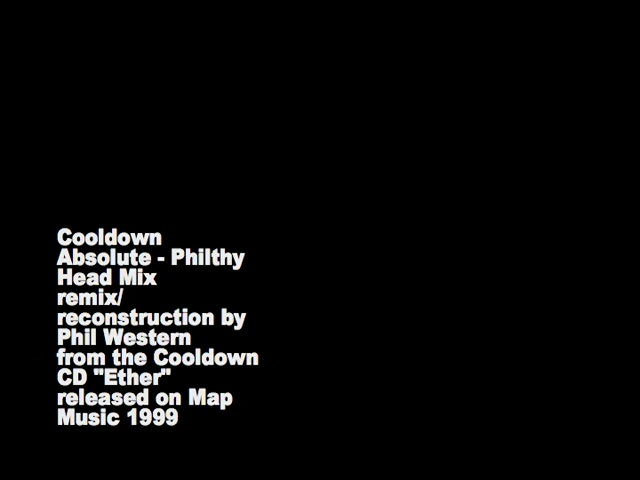 Cooldown
Absolute - Philthy
Head Mix
remix/
reconstruction by
Phil Western
from the Cooldown
CD "Ether"
released on Map
Music 1999